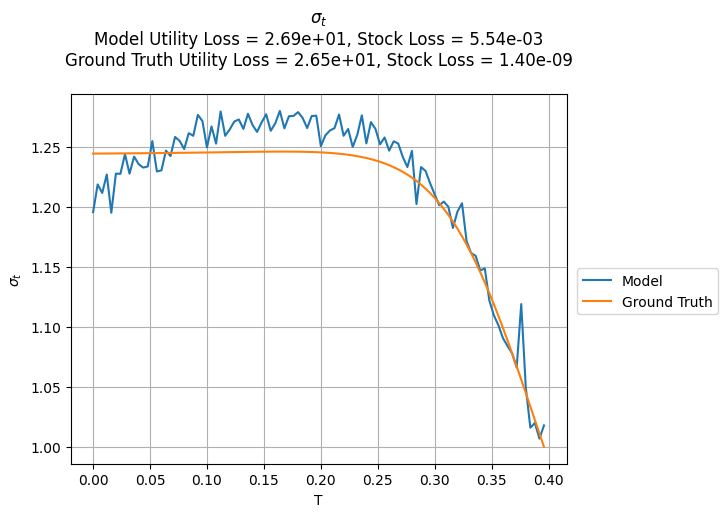 σt
Model Utility Loss = 2.69e+01, Stock Loss = 5.54e-03
Ground Truth Utility Loss = 2.65e+01, Stock Loss = 1.40e-09
1.25
1.20
1.15
1.10
1.05
1.00
σt
0.00 0.05 0.10 0.15 0.20 0.25 0.30 0.35 0.40
T
Model
Ground Truth